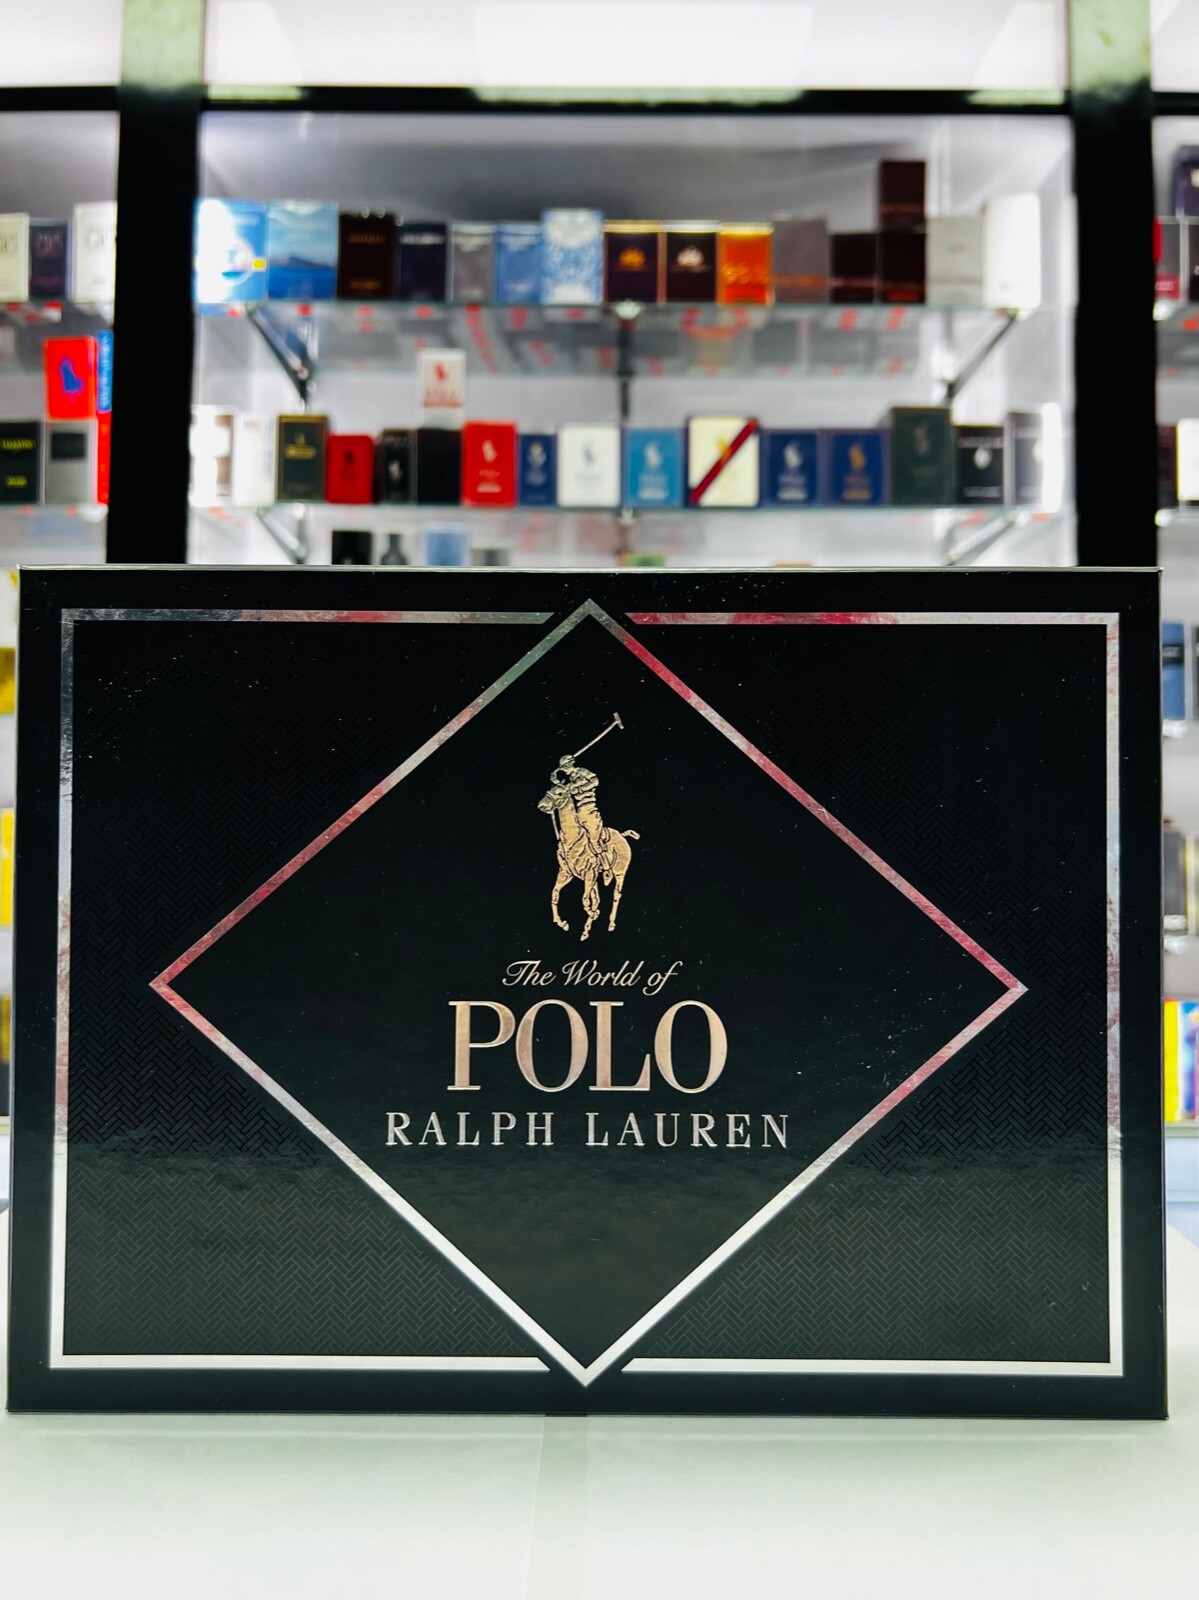 The World of
POLO
RALPH LAUREN